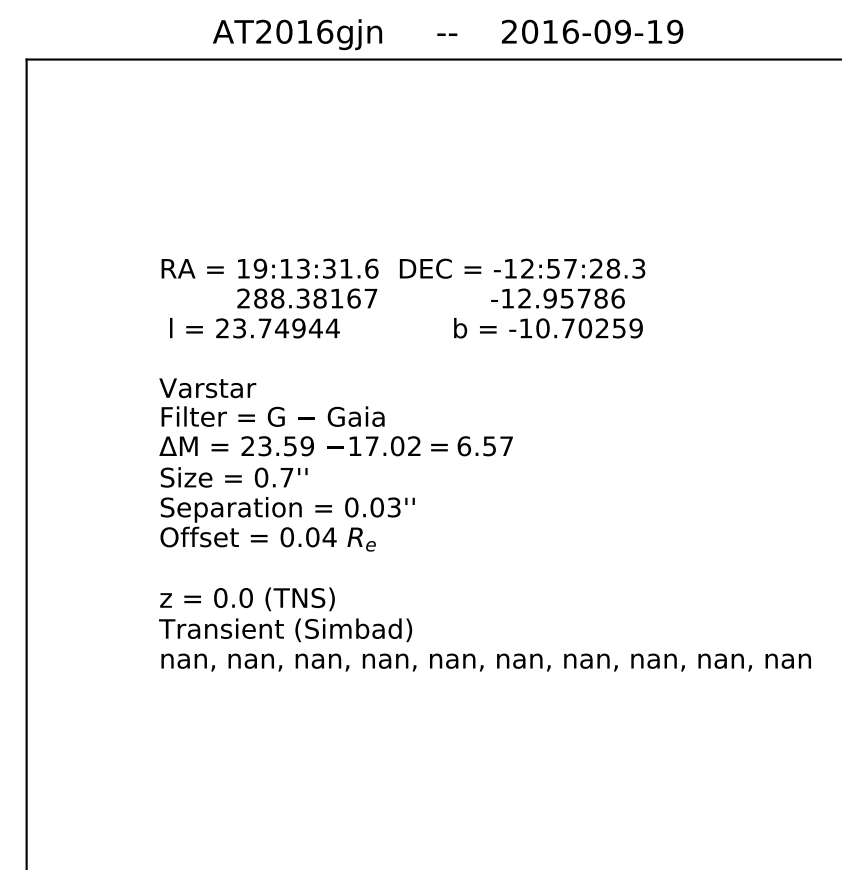 AT2016gjn -- 2016-09-19
RA = 19:13:31.6 DEC = -12:57:28.3
288.38167 -12.95786
l = 23.74944 b = -10.70259
Varstar
Filter = G − Gaia
ΔM = 23.59 −17.02 = 6.57
Size = 0.7''
Separation = 0.03''
Offset = 0.04 Re
z = 0.0 (TNS)
Transient (Simbad)
nan, nan, nan, nan, nan, nan, nan, nan, nan, nan